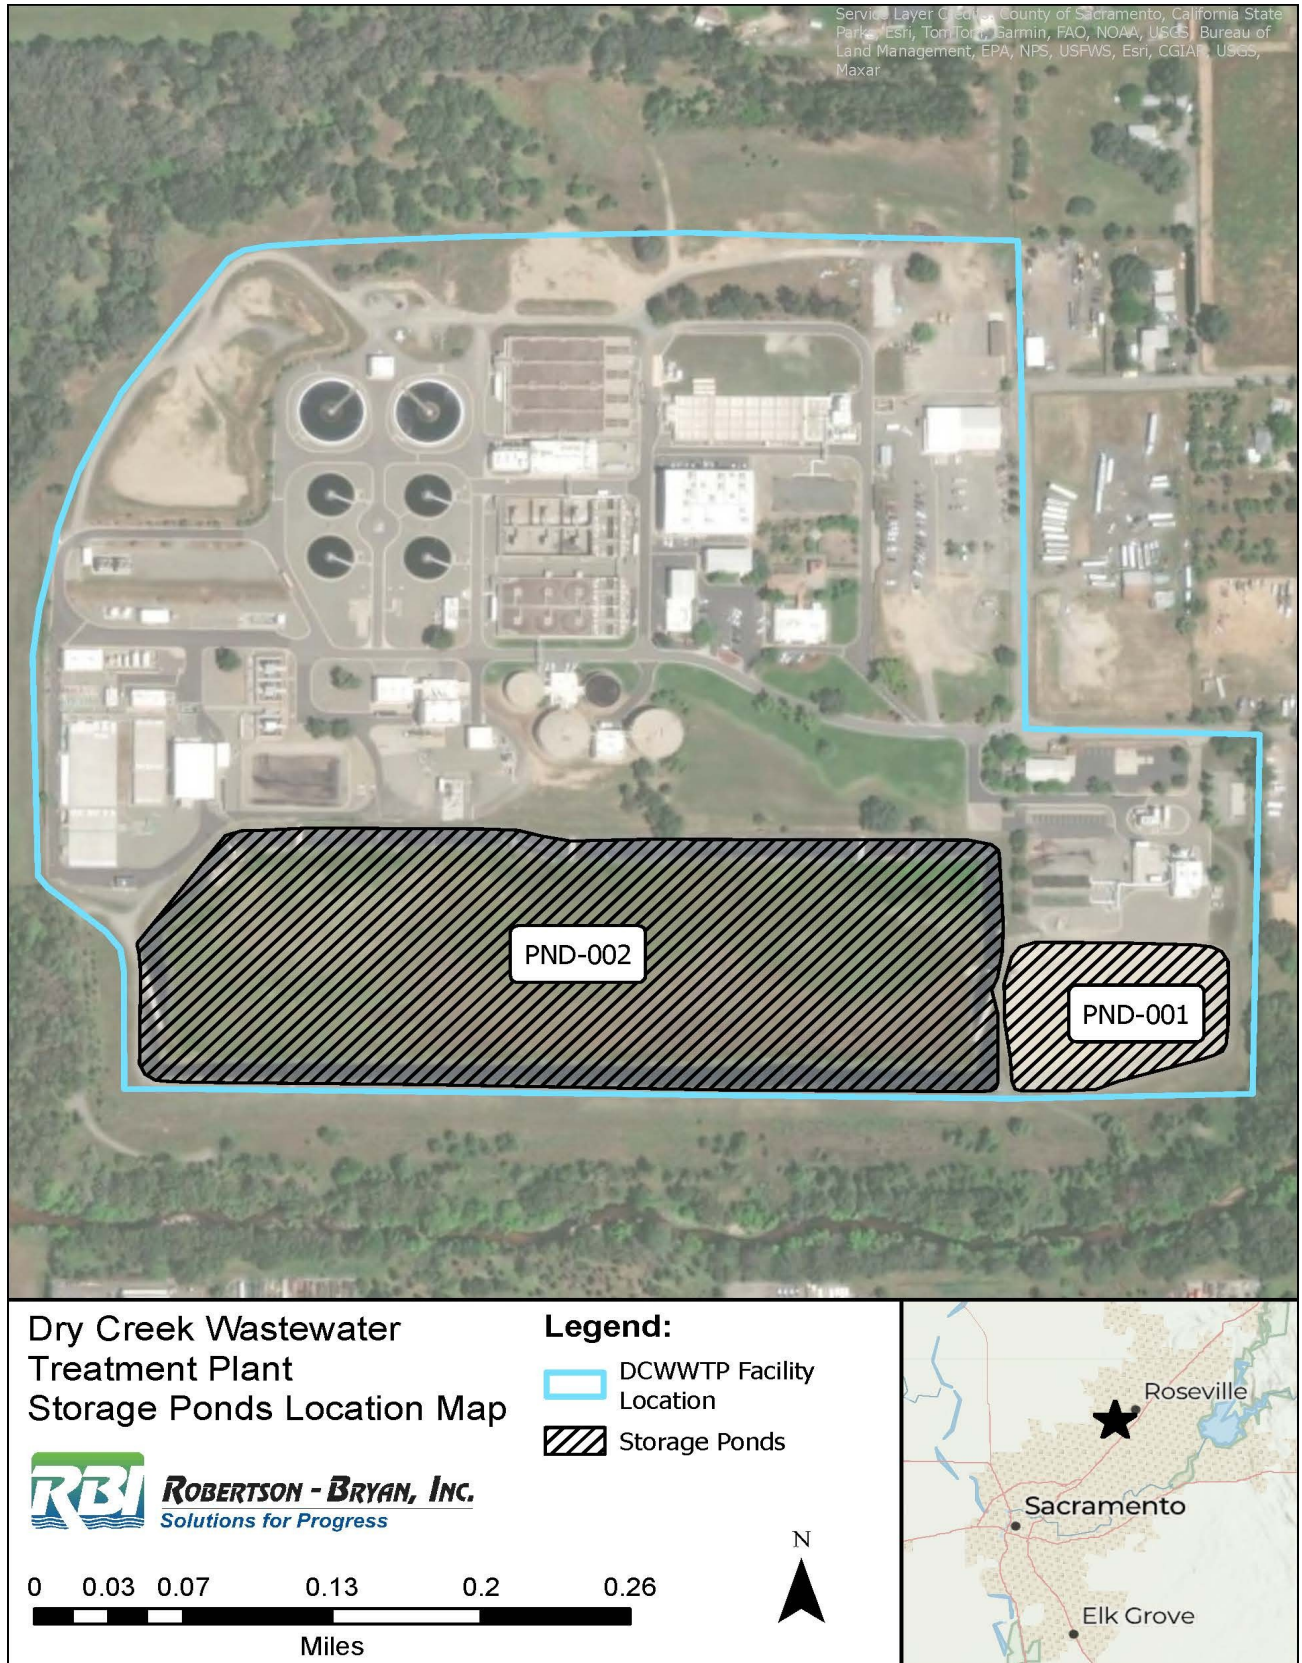 Service Layer Credits: County of Sacramento, California State
Parks, Esri, TomTom, Garmin, FAO, NOAA, USGS, Bureau of
Land Management, EPA, NPS, USFWS, Esri, CGIAR, USGS,
Maxar
PND-002
PND-001
Dry Creek Wastewater
Treatment Plant
Storage Ponds Location Map
RBI
ROBERTSON - BRYAN, INC.
Solutions for Progress
0 0.03 0.07 0.13 0.2 0.26
Miles
Legend:
DCWWTP Facility
Location
Storage Ponds
N
Roseville
Sacramento
Elk Grove